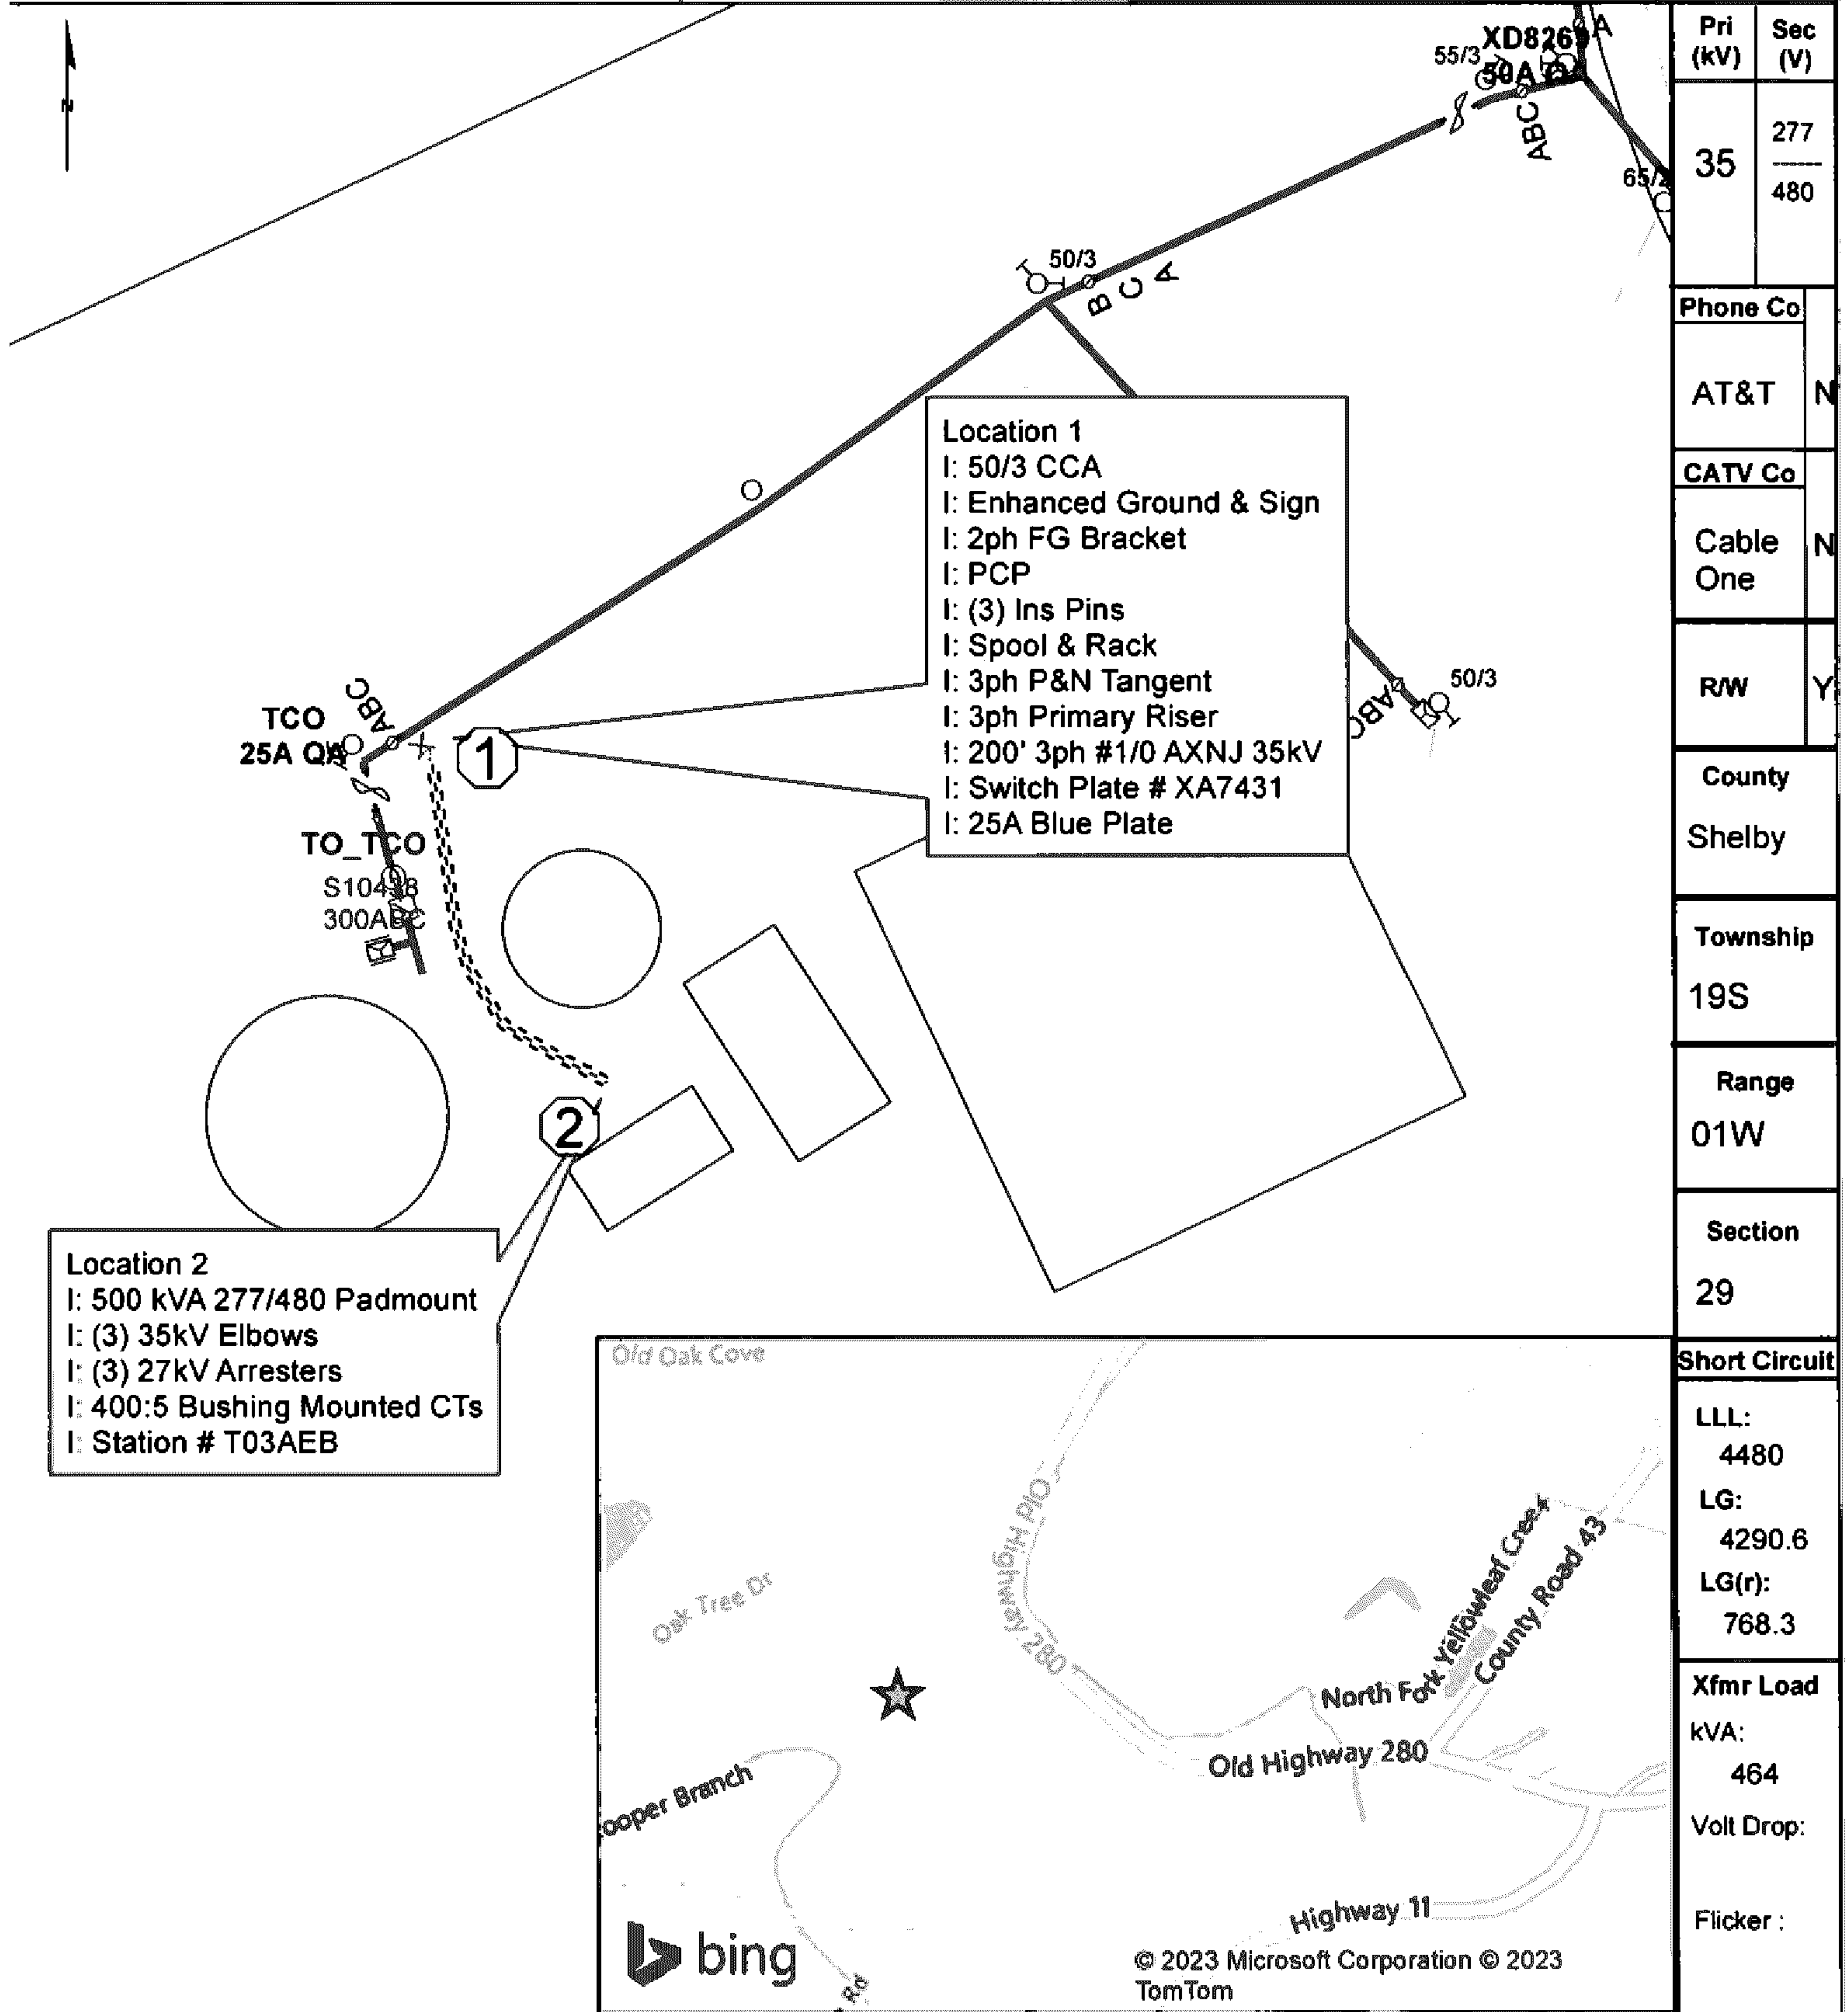 N
XD8269
A
55/3
50A
ABC
65/2
50/3
B C A
Location 1
I: 50/3 CCA
I: Enhanced Ground & Sign
I: 2ph FG Bracket
I: PCP
I: (3) Ins Pins
I: Spool & Rack
I: 3ph P&N Tangent
I: 3ph Primary Riser
I: 200' 3ph #1/0 AXNJ 35kV
I: Switch Plate # XA7431
I: 25A Blue Plate
50/3
ABC
ABC
TCO
25A QA
1
TO_TCO
S10418
300ABC
2
Location 2
I: 500 kVA 277/480 Padmount
I: (3) 35kV Elbows
I: (3) 27kV Arresters
I: 400:5 Bushing Mounted CTs
I: Station # T03AEB
Old Oak Cove
Old Highway 280
Oak Tree Dr
North Fork Yellowleaf Creek
County Road 43
Old Highway 280
ooper Branch
Highway 11
Rd
bing
© 2023 Microsoft Corporation © 2023
TomTom
Pri
(kV)
Sec
(V)
35
277
480
Phone Co
AT&T
N
CATV Co
Cable
One
N
R/W
Y
County
Shelby
Township
19S
Range
01W
Section
29
Short Circuit
LLL:
4480
LG:
4290.6
LG(r):
768.3
Xfmr Load
kVA:
464
Volt Drop:
Flicker :